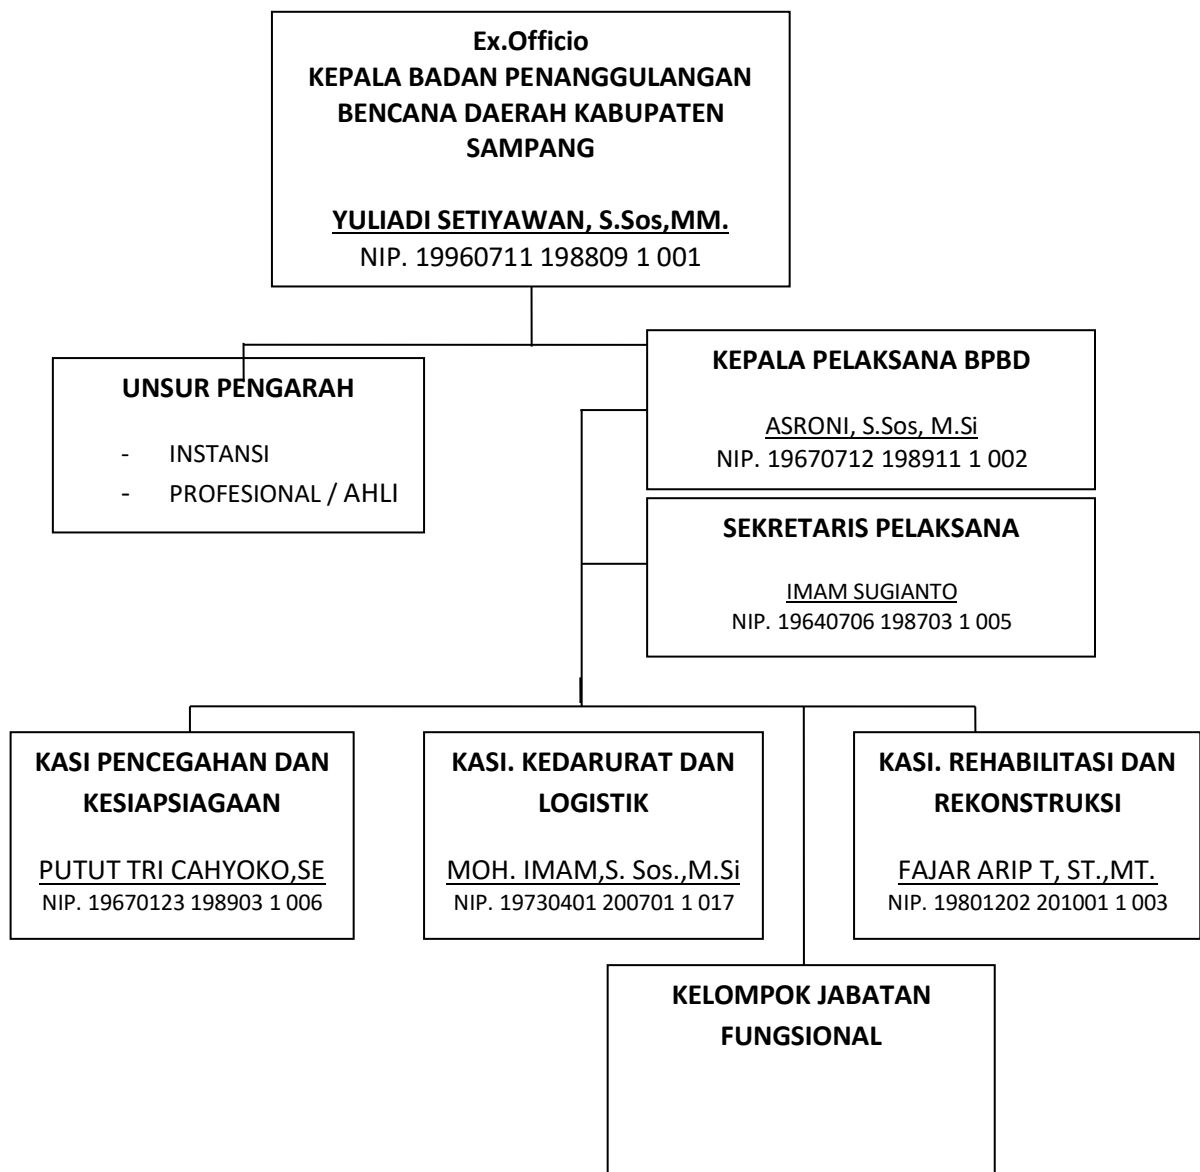 Ex.Officio
KEPALA BADAN PENANGGULANGAN
BENCANA DAERAH KABUPATEN
SAMPANG
YULIADI SETIYAWAN, S.Sos,MM.
NIP. 19960711 198809 1 001
UNSUR PENGARAH
- INSTANSI
- PROFESIONAL / AHLI
KEPALA PELAKSANA BPBD
ASRONI, S.Sos, M.Si
NIP. 19670712 198911 1 002
SEKRETARIS PELAKSANA
IMAM SUGIANTO
NIP. 19640706 198703 1 005
KASI PENCEGAHAN DAN
KESIAPSIAGAAN
PUTUT TRI CAHYOKO,SE
NIP. 19670123 198903 1 006
KASI. KEDARURAT DAN
LOGISTIK
MOH. IMAM,S. Sos.,M.Si
NIP. 19730401 200701 1 017
KASI. REHABILITASI DAN
REKONSTRUKSI
FAJAR ARIP T, ST.,MT.
NIP. 19801202 201001 1 003
KELOMPOK JABATAN
FUNGSIONAL